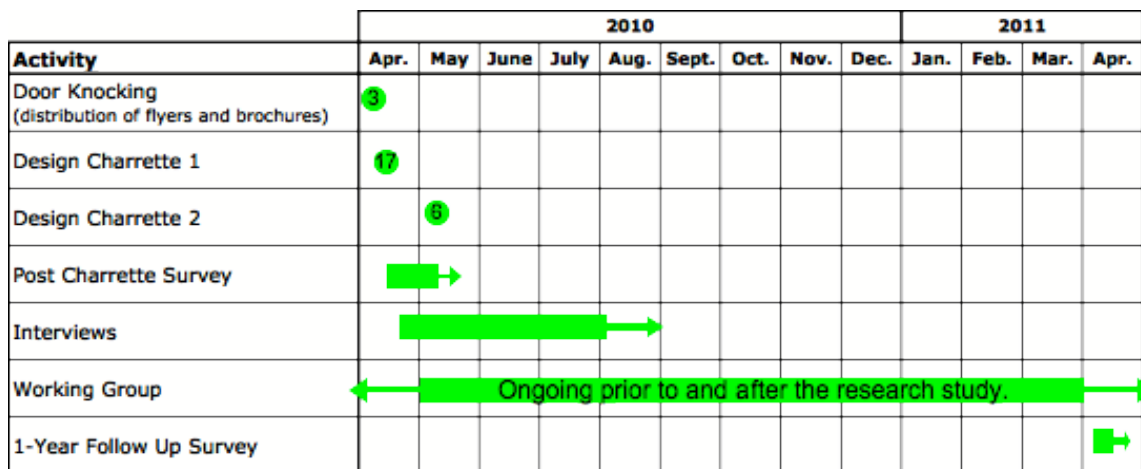 2010 2011
Activity Apr. May June July Aug. Sept. Oct. Nov. Dec. Jan. Feb. Mar. Apr.
Door Knocking
(distribution of flyers and brochures)
3
Design Charrette 1
17
Design Charrette 2
6
Post Charrette Survey
Interviews
Working Group
Ongoing prior to and after the research study.
1-Year Follow Up Survey